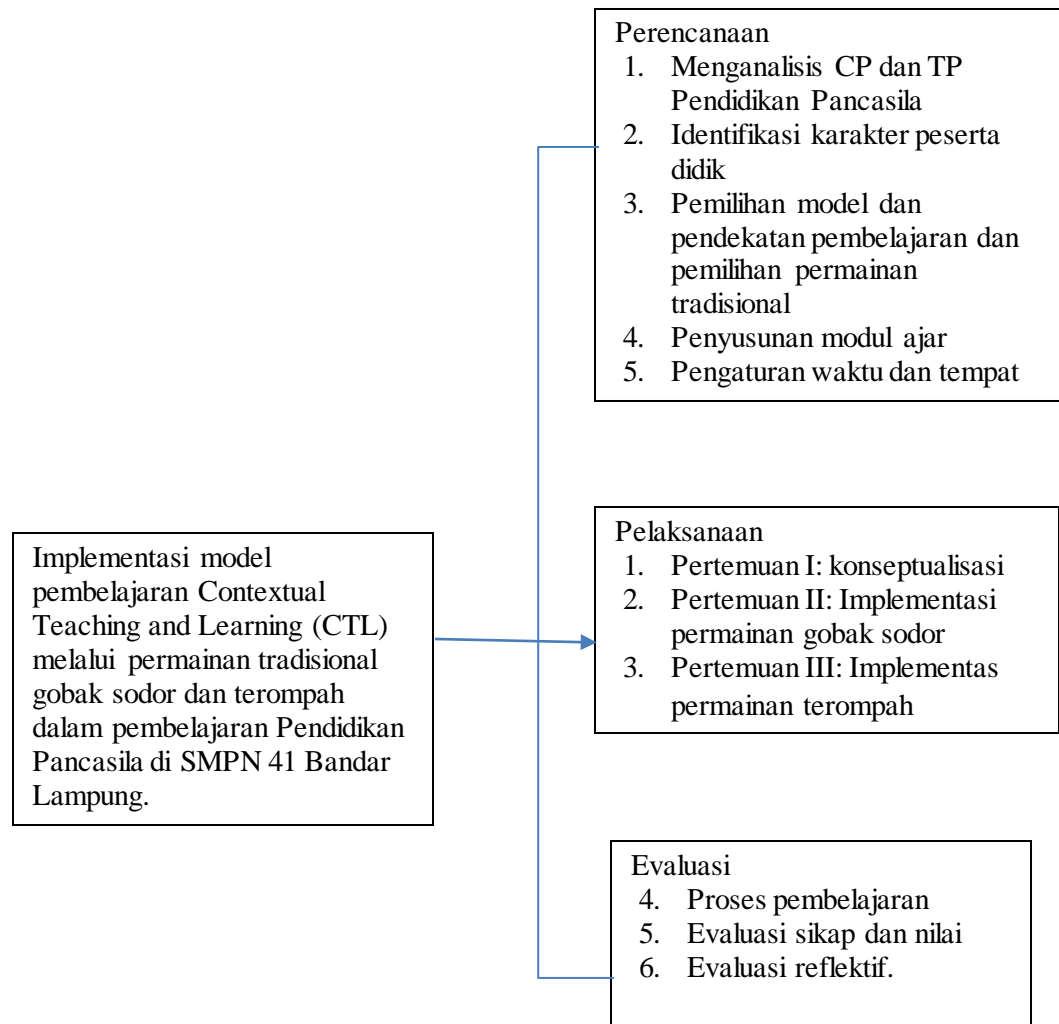 Perencanaan
1. Menganalisis CP dan TP
Pendidikan Pancasila
2. Identifikasi karakter peserta
didik
3. Pemilihan model dan
pendekatan pembelajaran dan
pemilihan permainan
tradisional
4. Penyusunan modul ajar
5. Pengaturan waktu dan tempat
Implementasi model
pembelajaran Contextual
Teaching and Learning (CTL)
melalui permainan tradisional
gobak sodor dan terompah
dalam pembelajaran Pendidikan
Pancasila di SMPN 41 Bandar
Lampung.
Pelaksanaan
1. Pertemuan I: konseptualisasi
2. Pertemuan II: Implementasi
permainan gobak sodor
3. Pertemuan III: Implementas
permainan terompah
Evaluasi
4. Proses pembelajaran
5. Evaluasi sikap dan nilai
6. Evaluasi reflektif.